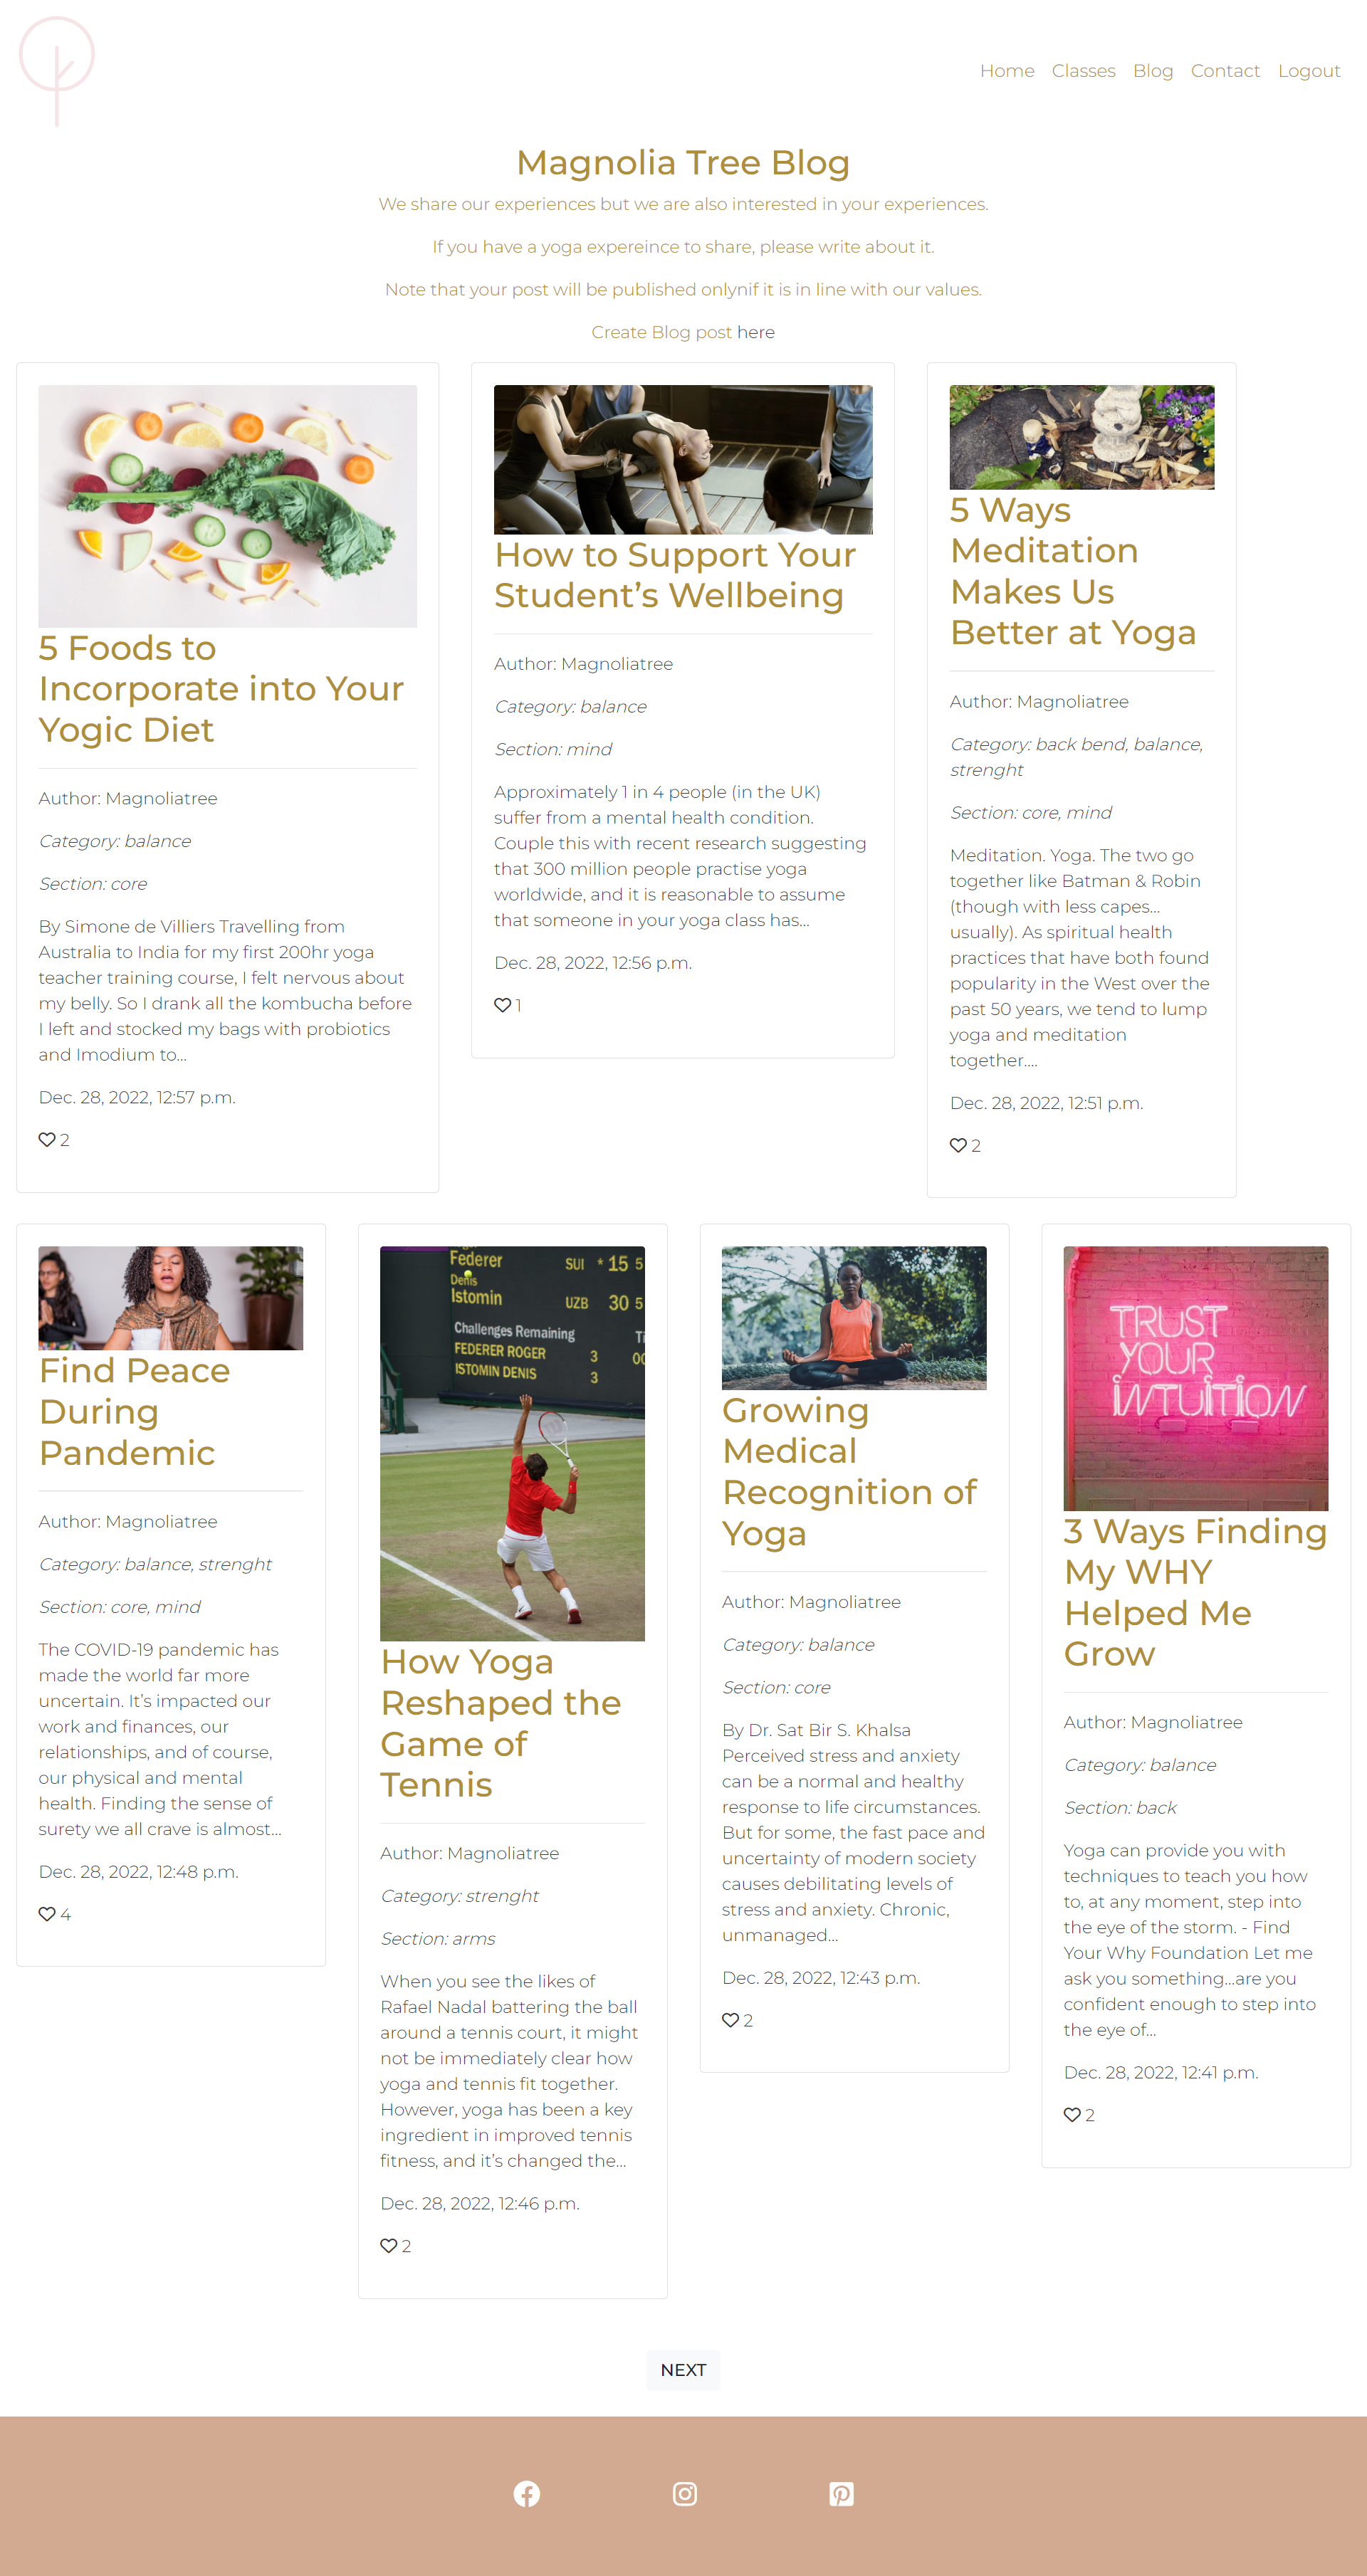 Home Classes Blog Contact Logout
Magnolia Tree Blog
We share our experiences but we are also interested in your experiences.
If you have a yoga expereince to share, please write about it.
Note that your post will be published onlynif it is in line with our values.
Create Blog post here
5 Foods to
Incorporate into Your
Yogic Diet
Author: Magnoliatree
Category: balance
Section: core
By Simone de Villiers Travelling from
Australia to India for my first 200hr yoga
teacher training course, I felt nervous about
my belly. So I drank all the kombucha before
I left and stocked my bags with probiotics
and Imodium to…
Dec. 28, 2022, 12:57 p.m.
2
How to Support Your
Student’s Wellbeing
Author: Magnoliatree
Category: balance
Section: mind
Approximately 1 in 4 people (in the UK)
suffer from a mental health condition.
Couple this with recent research suggesting
that 300 million people practise yoga
worldwide, and it is reasonable to assume
that someone in your yoga class has…
Dec. 28, 2022, 12:56 p.m.
1
5 Ways
Meditation
Makes Us
Better at Yoga
Author: Magnoliatree
Category: back bend, balance,
strenght
Section: core, mind
Meditation. Yoga. The two go
together like Batman & Robin
(though with less capes…
usually). As spiritual health
practices that have both found
popularity in the West over the
past 50 years, we tend to lump
yoga and meditation
together.…
Dec. 28, 2022, 12:51 p.m.
2
Find Peace
During
Pandemic
Author: Magnoliatree
Category: balance, strenght
Section: core, mind
The COVID-19 pandemic has
made the world far more
uncertain. It’s impacted our
work and finances, our
relationships, and of course,
our physical and mental
health. Finding the sense of
surety we all crave is almost…
Dec. 28, 2022, 12:48 p.m.
4
Federer SUI * 15 5
Denis
Istomin UZB 30 5
Challenges Remaining
FEDERER ROGER 3
ISTOMIN DENIS 3
How Yoga
Reshaped the
Game of
Tennis
Author: Magnoliatree
Category: strenght
Section: arms
When you see the likes of
Rafael Nadal battering the ball
around a tennis court, it might
not be immediately clear how
yoga and tennis fit together.
However, yoga has been a key
ingredient in improved tennis
fitness, and it’s changed the…
Dec. 28, 2022, 12:46 p.m.
2
Growing
Medical
Recognition of
Yoga
Author: Magnoliatree
Category: balance
Section: core
By Dr. Sat Bir S. Khalsa
Perceived stress and anxiety
can be a normal and healthy
response to life circumstances.
But for some, the fast pace and
uncertainty of modern society
causes debilitating levels of
stress and anxiety. Chronic,
unmanaged…
Dec. 28, 2022, 12:43 p.m.
2
TRUST
YOUR
INTUITION
3 Ways Finding
My WHY
Helped Me
Grow
Author: Magnoliatree
Category: balance
Section: back
Yoga can provide you with
techniques to teach you how
to, at any moment, step into
the eye of the storm. - Find
Your Why Foundation Let me
ask you something…are you
confident enough to step into
the eye of…
Dec. 28, 2022, 12:41 p.m.
2
NEXT